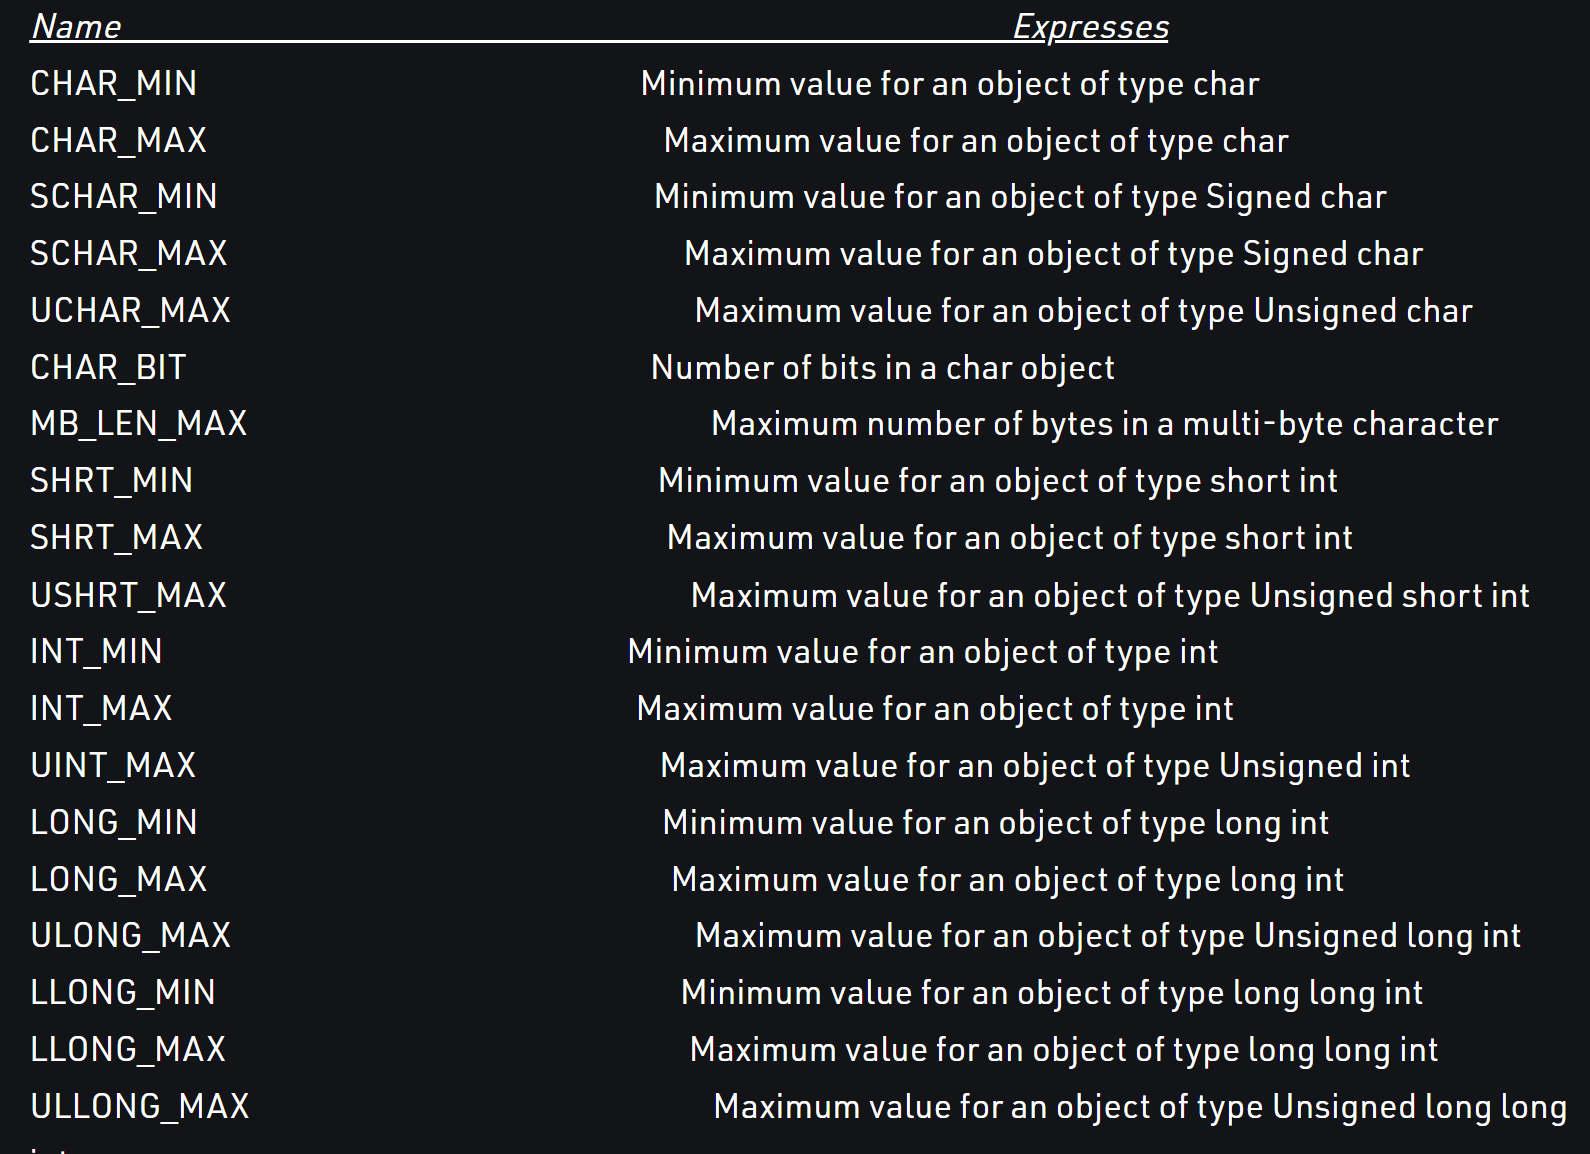 Name Expresses
CHAR_MIN Minimum value for an object of type char
CHAR_MAX Maximum value for an object of type char
SCHAR_MIN Minimum value for an object of type Signed char
SCHAR_MAX Maximum value for an object of type Signed char
UCHAR_MAX Maximum value for an object of type Unsigned char
CHAR_BIT Number of bits in a char object
MB_LEN_MAX Maximum number of bytes in a multi-byte character
SHRT_MIN Minimum value for an object of type short int
SHRT_MAX Maximum value for an object of type short int
USHRT_MAX Maximum value for an object of type Unsigned short int
INT_MIN Minimum value for an object of type int
INT_MAX Maximum value for an object of type int
UINT_MAX Maximum value for an object of type Unsigned int
LONG_MIN Minimum value for an object of type long int
LONG_MAX Maximum value for an object of type long int
ULONG_MAX Maximum value for an object of type Unsigned long int
LLONG_MIN Minimum value for an object of type long long int
LLONG_MAX Maximum value for an object of type long long int
ULLONG_MAX Maximum value for an object of type Unsigned long long